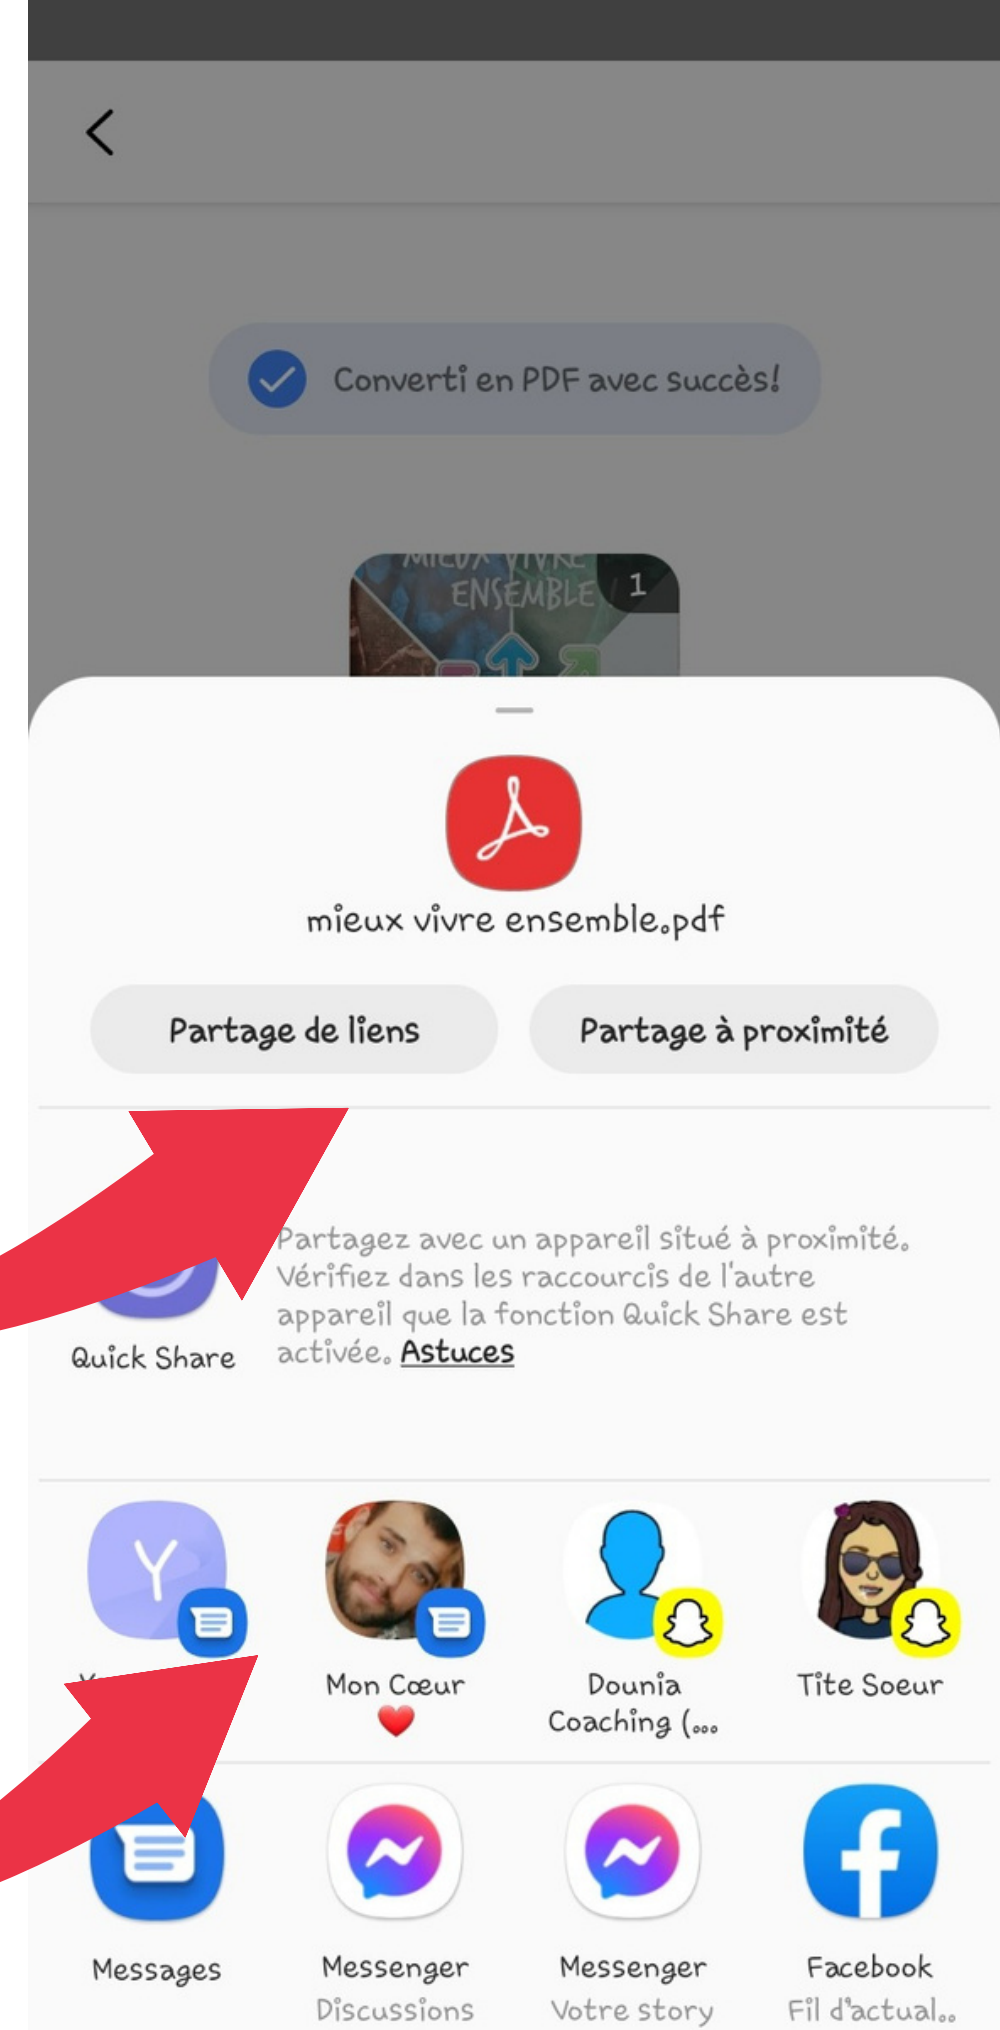 Converti en PDF avec succès!
MIEUX VIVRE
ENSEMBLE
1
mieux vivre ensemble.pdf
Partage de liens
Partage à proximité
Partagez avec un appareil situé à proximité.
Vérifiez dans les raccourcis de l'autre
appareil que la fonction Quick Share est
activée. Astuces
Quick Share
Y
Mon Cœur
❤️
Dounia
Coaching (...
Tite Soeur
Messages
Messenger
Discussions
Messenger
Votre story
Facebook
Fil d'actual..